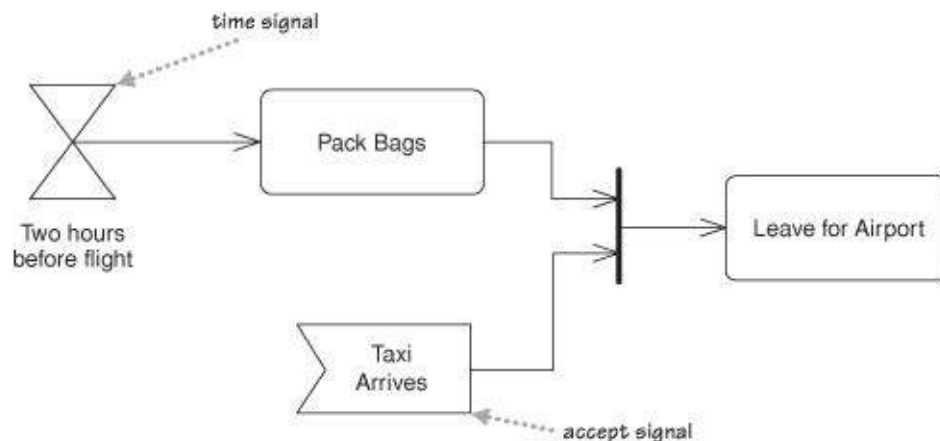 time signal
Pack Bags
Leave for Airport
Two hours
before flight
Taxi
Arrives
accept signal